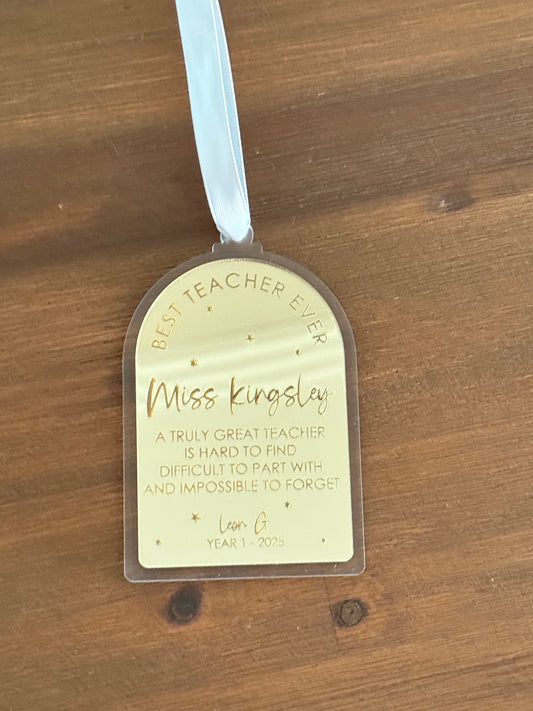 BEST TEACHER EVER
Miss Kingsley
A TRULY GREAT TEACHER
IS HARD TO FIND
DIFFICULT TO PART WITH
AND IMPOSSIBLE TO FORGET
Leon G
YEAR 1 - 2025